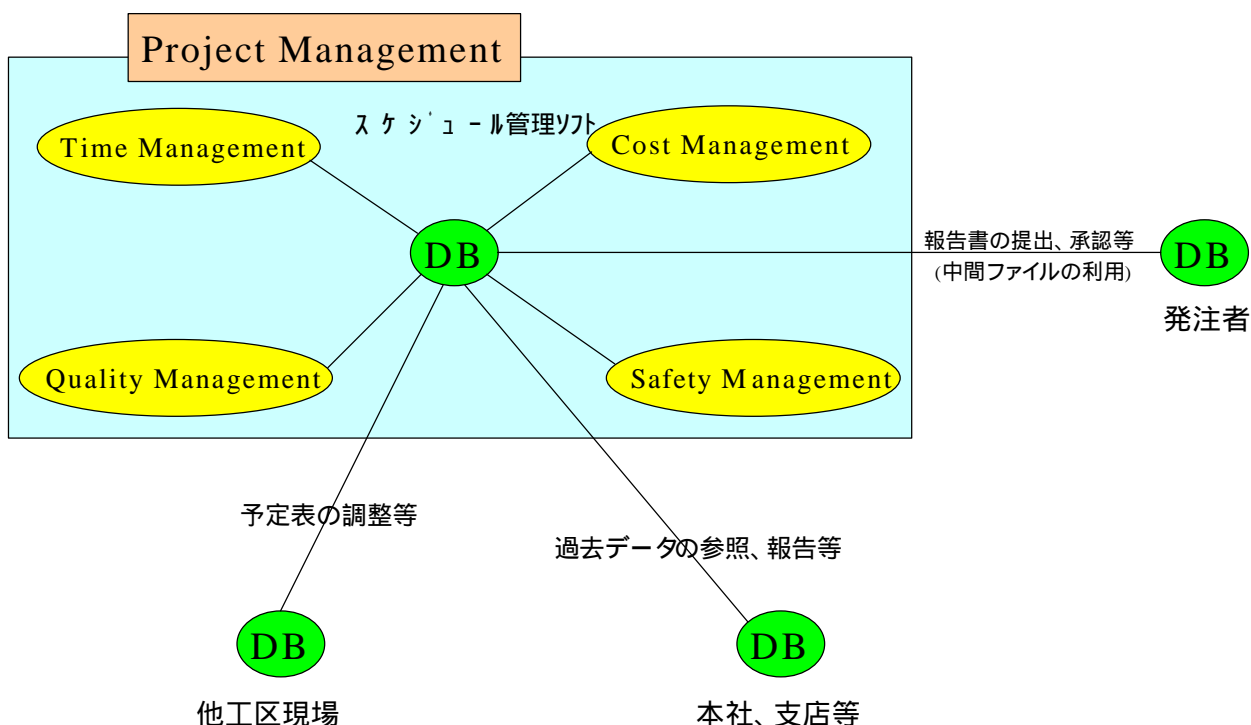 Project Management
スケジュール管理ソフト
Time Management
Cost Management
DB
報告書の提出、承認等
(中間ファイルの利用)
DB
発注者
Quality Management
Safety Management
予定表の調整等
過去データの参照、報告等
DB
DB
他工区現場
本社、支店等